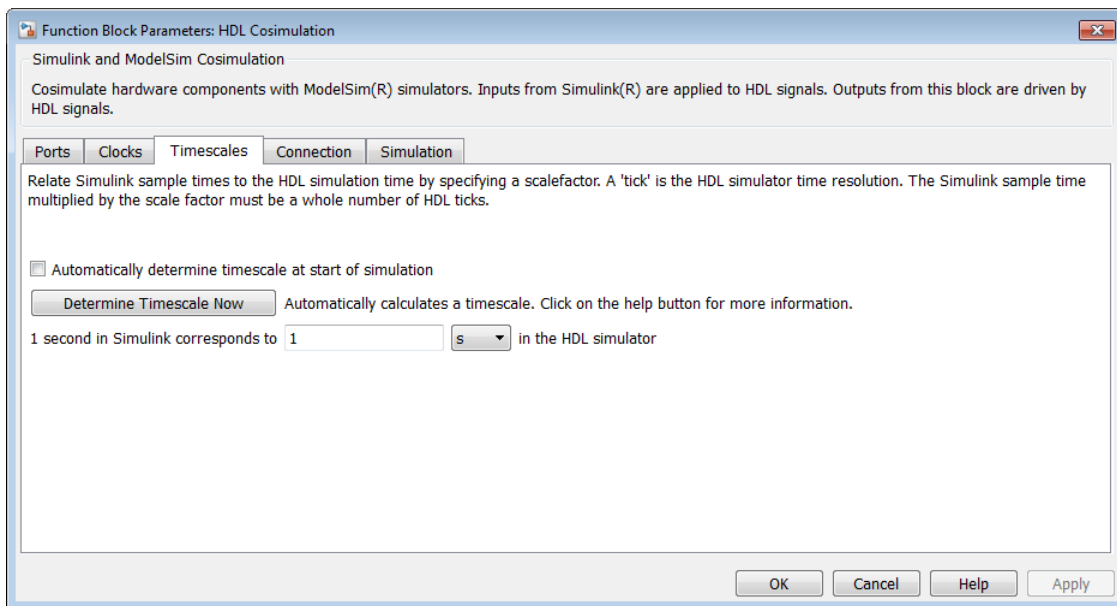 Function Block Parameters: HDL Cosimulation
Simulink and ModelSim Cosimulation
Cosimulate hardware components with ModelSim(R) simulators. Inputs from Simulink(R) are applied to HDL signals. Outputs from this block are driven by
HDL signals.
Ports Clocks Timescales Connection Simulation
Relate Simulink sample times to the HDL simulation time by specifying a scalefactor. A 'tick' is the HDL simulator time resolution. The Simulink sample time
multiplied by the scale factor must be a whole number of HDL ticks.
Automatically determine timescale at start of simulation
Determine Timescale Now Automatically calculates a timescale. Click on the help button for more information.
1 second in Simulink corresponds to 1 s in the HDL simulator
OK Cancel Help Apply